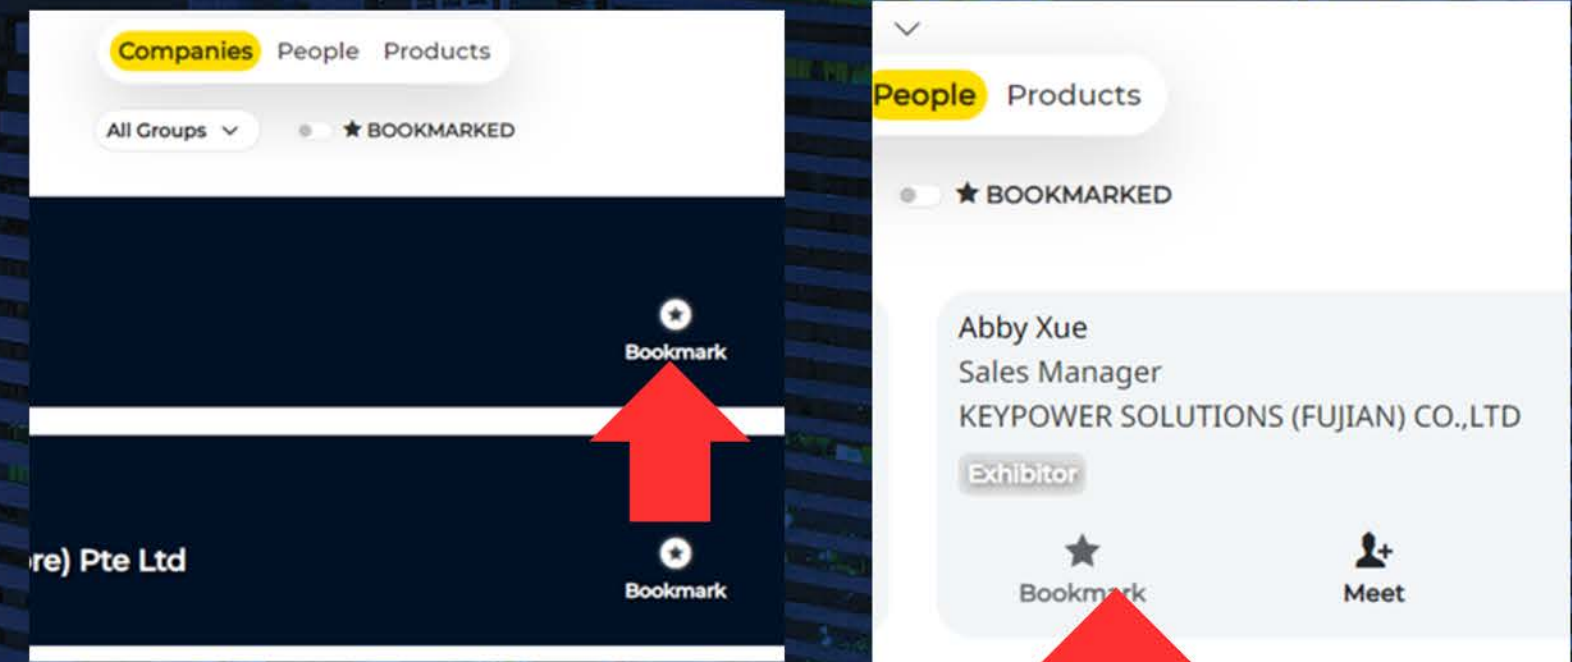 Companies People Products
All Groups
★ BOOKMARKED
Bookmark
re) Pte Ltd
Bookmark
People Products
★ BOOKMARKED
Abby Xue
Sales Manager
KEYPOWER SOLUTIONS (FUJIAN) CO.,LTD
Exhibitor
Bookmark Meet